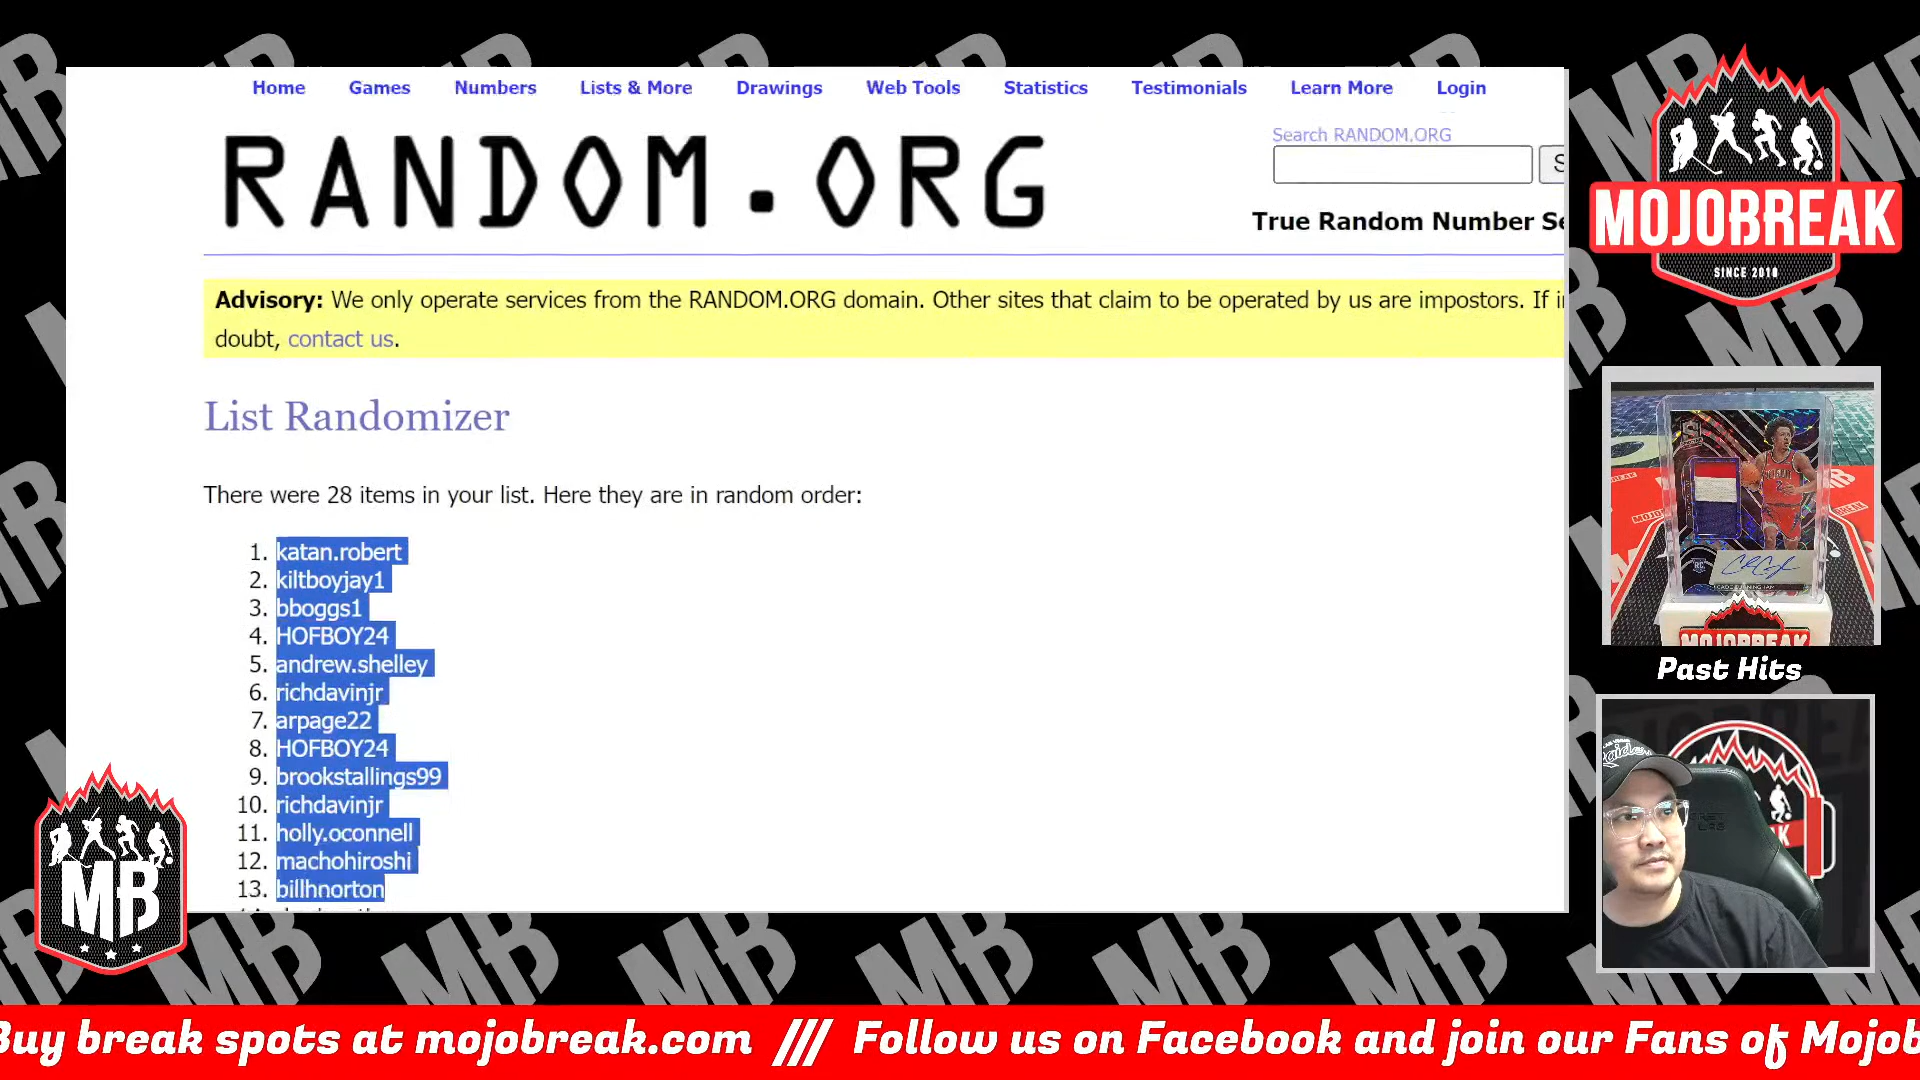 Home Games Numbers Lists & More Drawings Web Tools Statistics Testimonials Learn More Login
RANDOM.ORG
Search RANDOM.ORG
True Random Number Se
Advisory: We only operate services from the RANDOM.ORG domain. Other sites that claim to be operated by us are impostors. If in
doubt, contact us.
List Randomizer
There were 28 items in your list. Here they are in random order:
1. katan.robert
2. kiltboyjay1
3. bboggs1
4. HOFBOY24
5. andrew.shelley
6. richdavinjr
7. arpage22
8. HOFBOY24
9. brookstallings99
10. richdavinjr
11. holly.oconnell
12. machohiroshi
13. billhnorton
MOJOBREAK
SINCE 2010
MOJOBREAK
Past Hits
MB
Buy break spots at mojobreak.com /// Follow us on Facebook and join our Fans of Mojob